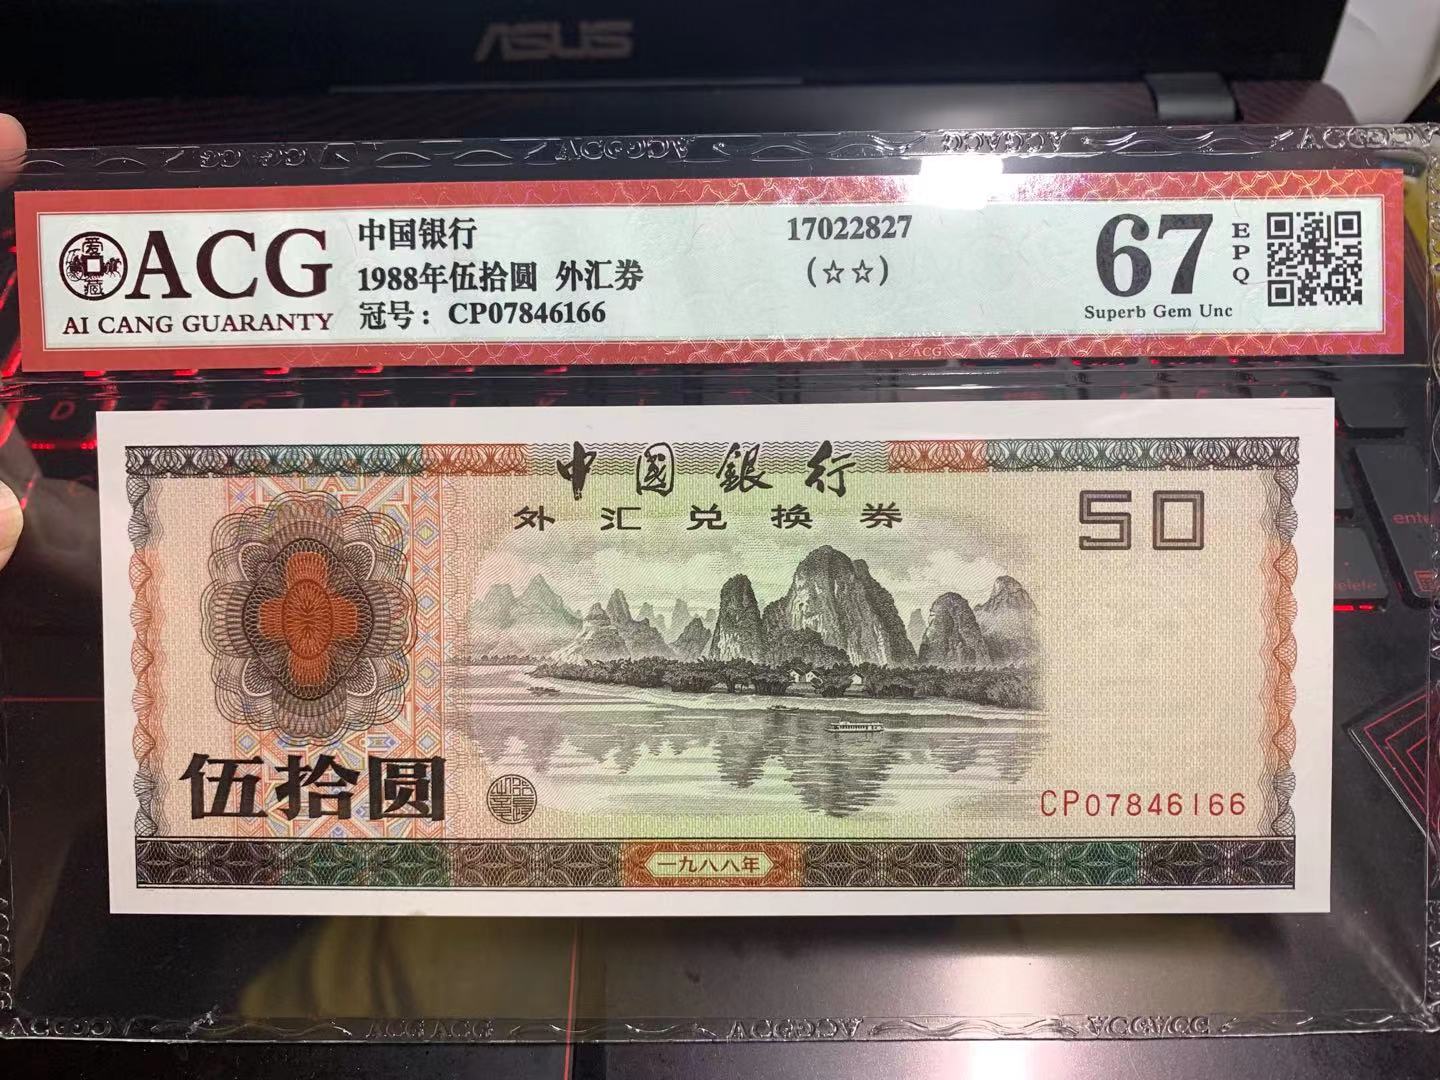 ASUS
ACG
AI CANG GUARANTY
中国银行
1988年伍拾圆 外汇券
冠号: CP07846166
17022827
(☆☆)
67
EPQ
Superb Gem Unc
中國銀行
外汇兑换券
50
伍拾圆
CP07846166
一九八八年